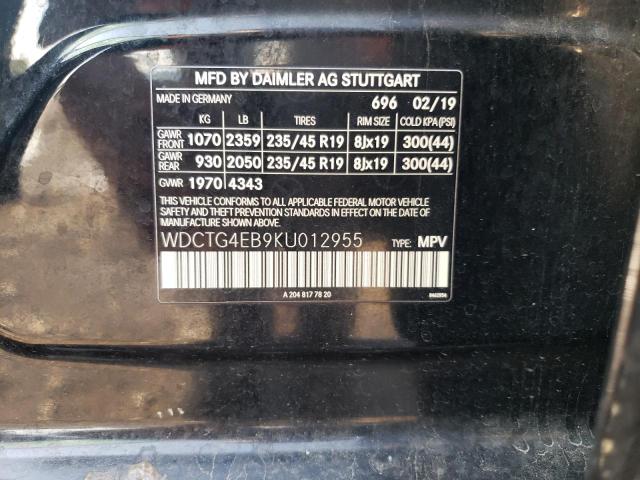 MFD BY DAIMLER AG STUTTGART
MADE IN GERMANY 696 02/19
KG LB TIRES RIM SIZE COLD KPA(PSI)
GAWR FRONT 1070 2359 235/45 R19 8Jx19 300(44)
GAWR REAR 930 2050 235/45 R19 8Jx19 300(44)
GVWR 1970 4343
THIS VEHICLE CONFORMS TO ALL APPLICABLE FEDERAL MOTOR VEHICLE
SAFETY, BUMPER, AND THEFT PREVENTION STANDARDS IN EFFECT
ON THE DATE OF MANUFACTURE SHOWN ABOVE.
WDCTG4EB9KU012955 TYPE: MPV
A 204 817 78 20